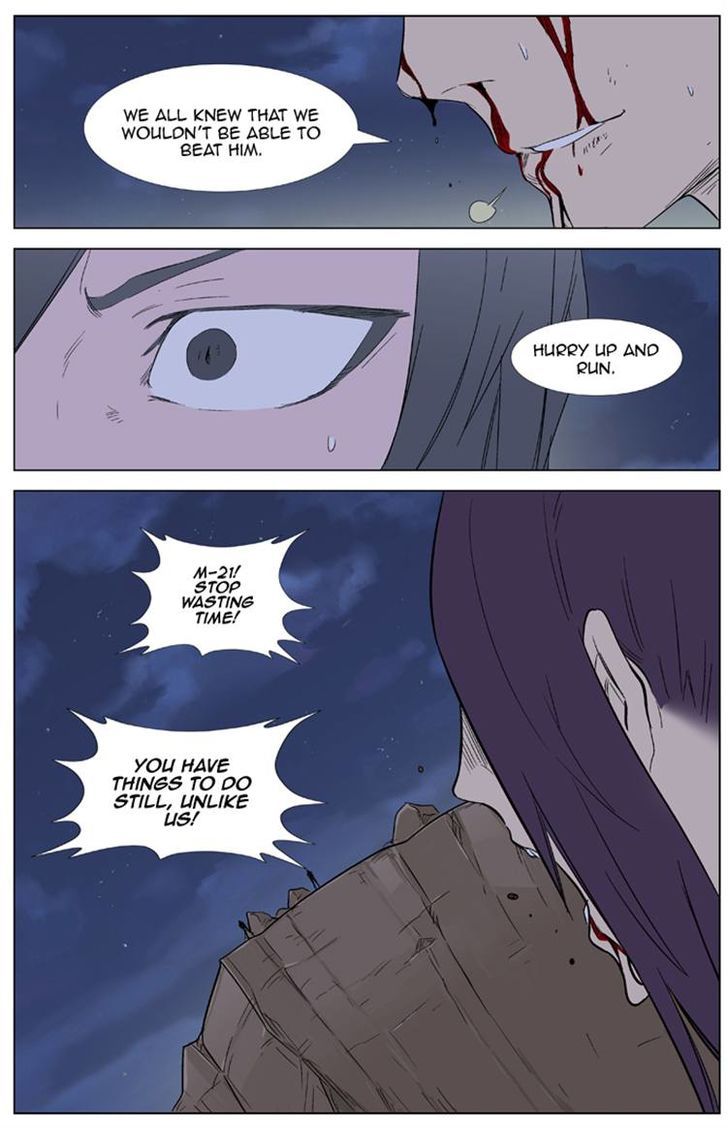 WE ALL KNEW THAT WE
WOULDN'T BE ABLE TO
BEAT HIM.
HURRY UP AND
RUN.
M-21!
STOP
WASTING
TIME!
YOU HAVE
THINGS TO DO
STILL, UNLIKE
US!